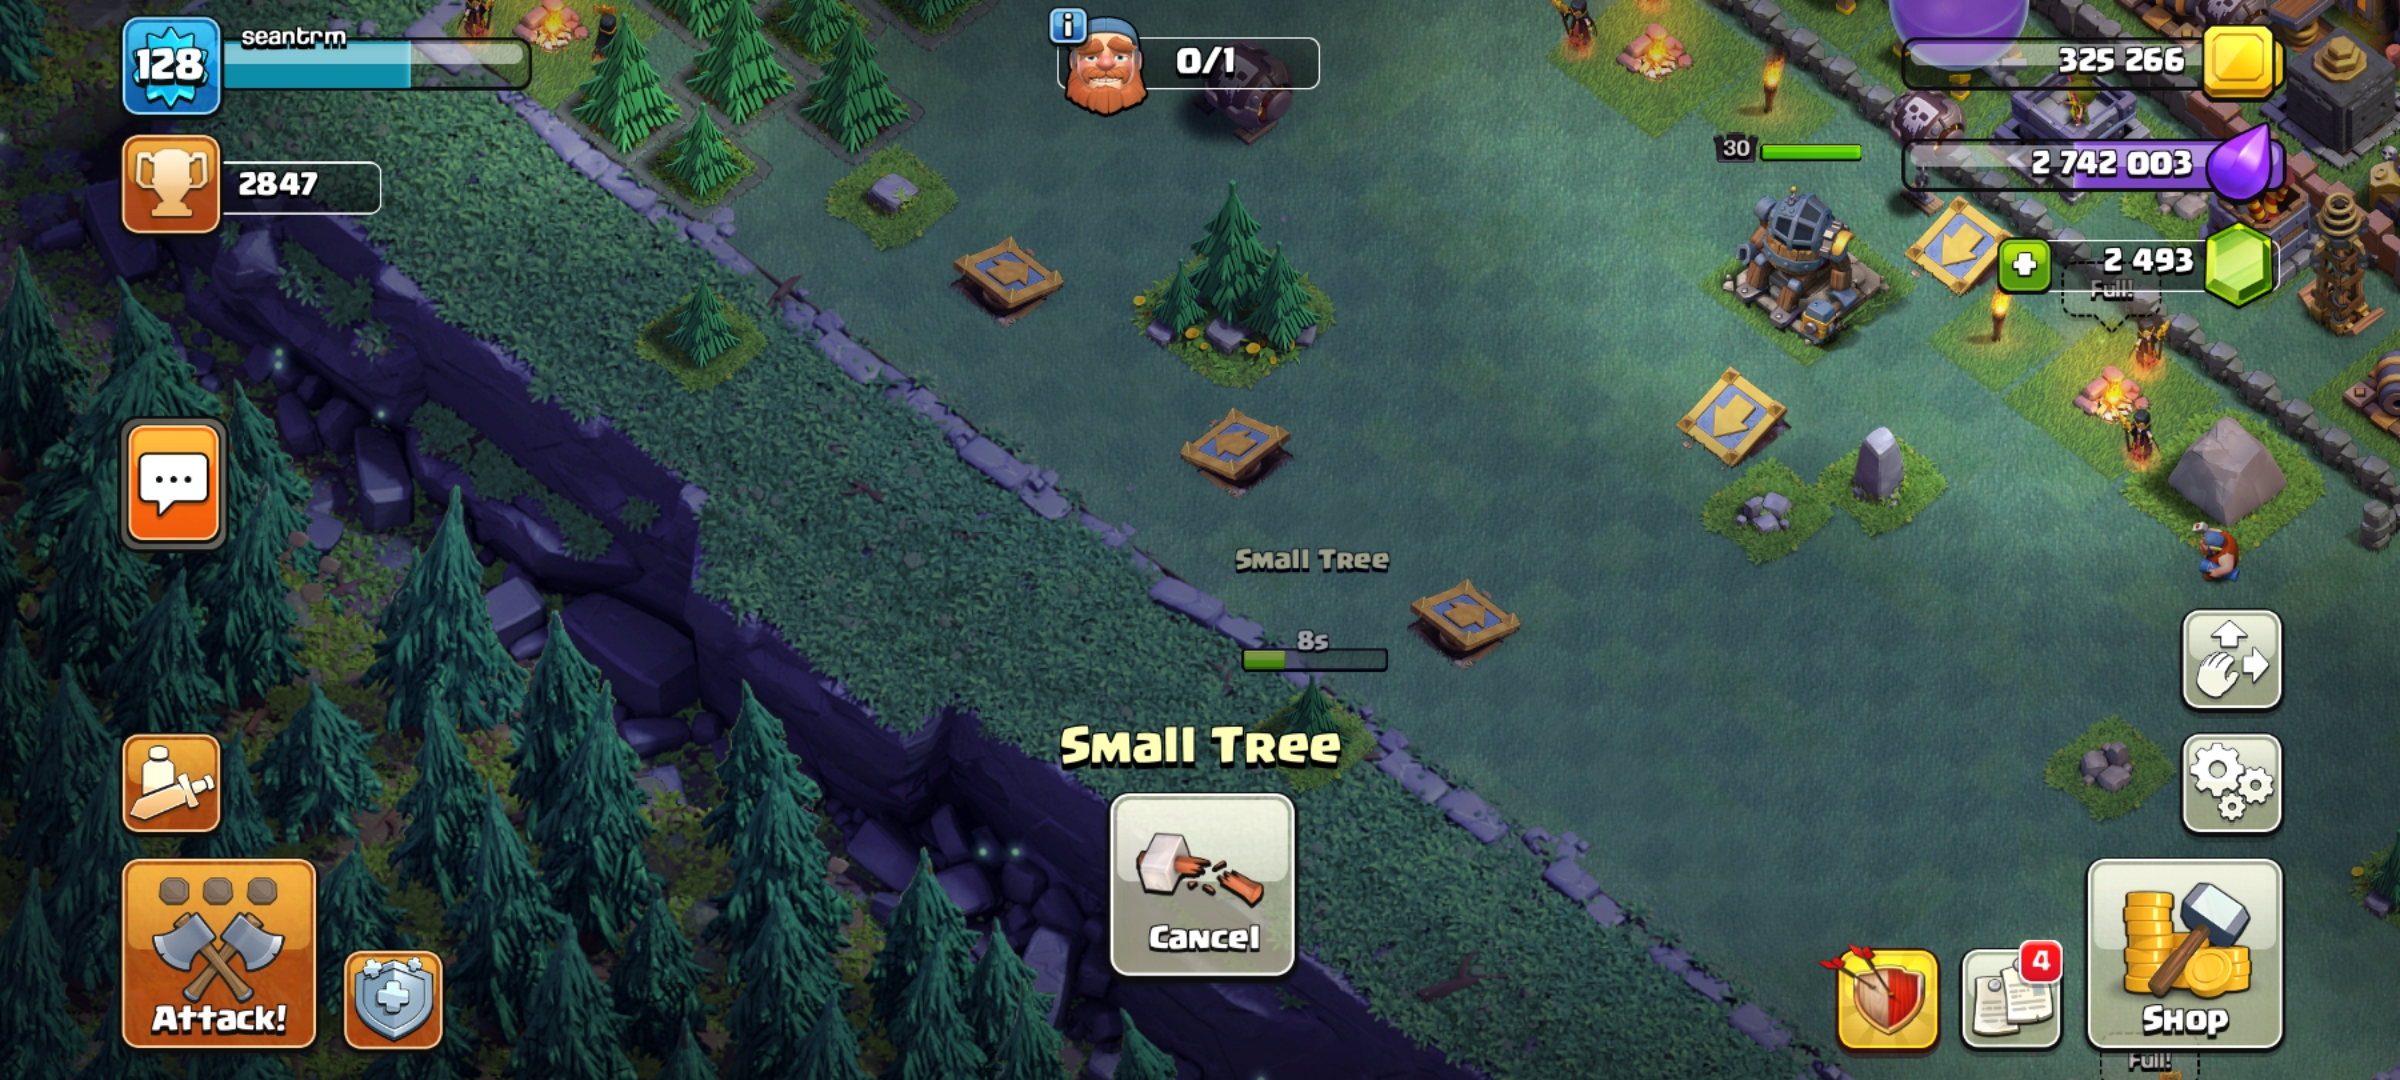 128
seantrm
0/1
325 266
2847
30
2 742 003
2 493
Full!
Small Tree
8s
Small Tree
Cancel
Attack!
4
Shop
Full!